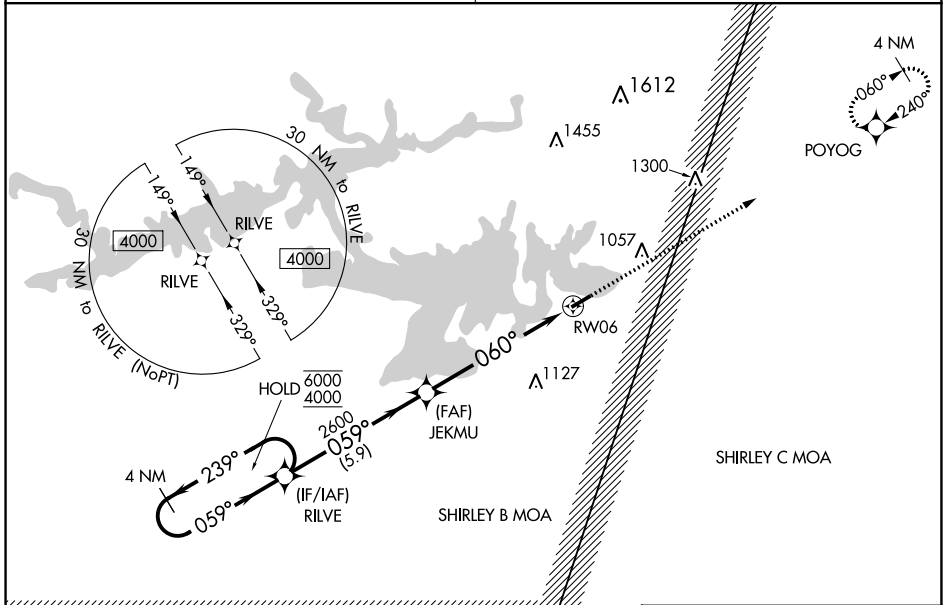 4 NM
060°
240°
POYOG
1612
1455
1300
1057
30 NM to RILVE
149°
149°
RILVE
4000
4000
RILVE
329°
329°
30 NM to RILVE (NoPT)
RW06
060°
1127
HOLD 6000
4000
2600
059°
(5.9)
(FAF)
JEKMU
4 NM
239°
059°
(IF/IAF)
RILVE
SHIRLEY B MOA
SHIRLEY C MOA